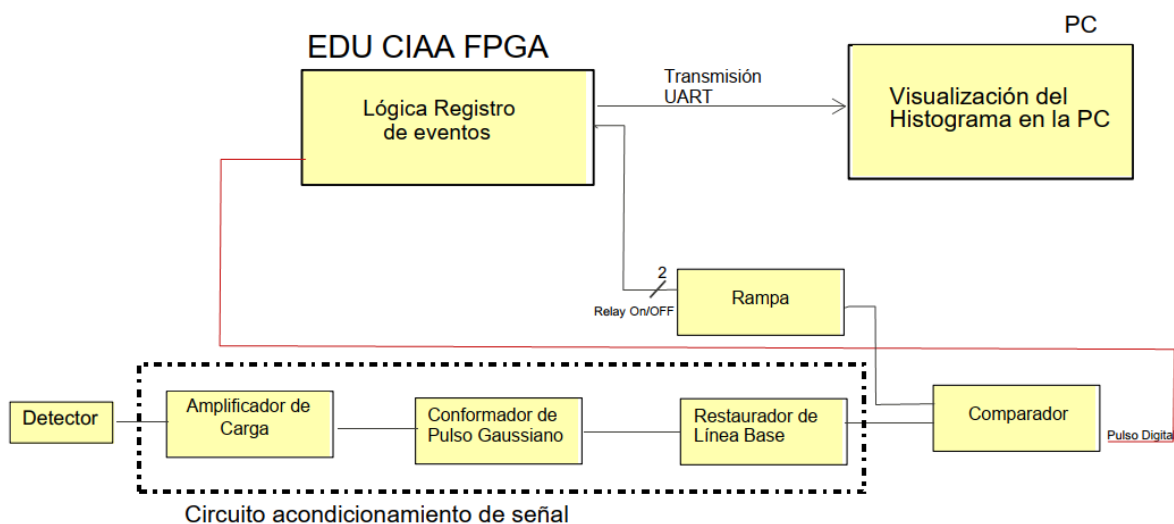 PC
EDU CIAA FPGA
Lógica Registro
de eventos
Transmisión
UART
Visualización del
Histograma en la PC
2
Relay On/OFF
Rampa
Detector
Amplificador de
Carga
Conformador de
Pulso Gaussiano
Restaurador de
Línea Base
Comparador
Pulso Digital
Circuito acondicionamiento de señal